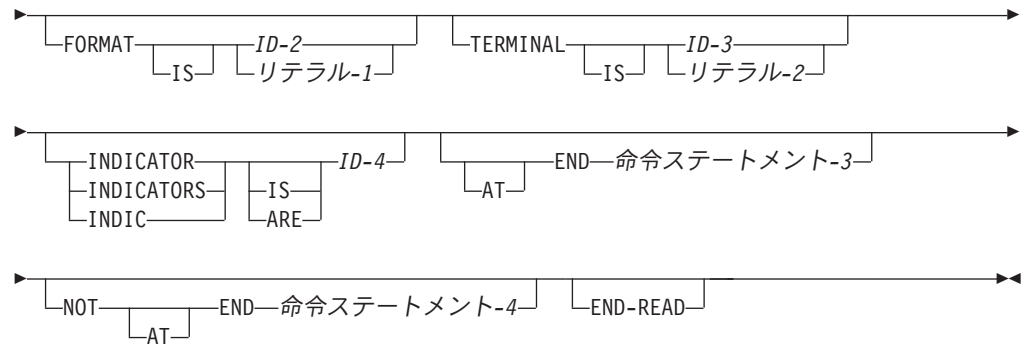 FORMAT IS ID-2 リテラル-1 TERMINAL IS ID-3 リテラル-2
INDICATOR INDICATORS INDIC IS ARE ID-4 AT END 命令ステートメント-3
NOT AT END 命令ステートメント-4 END-READ